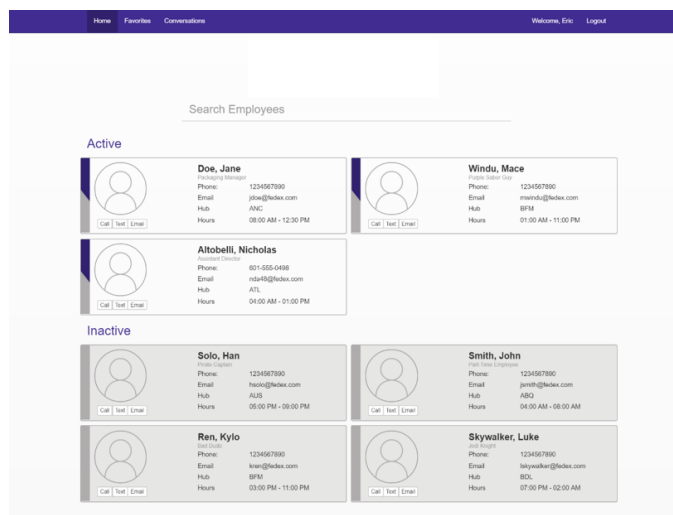 Home Favorites Conversations Welcome, Eric Logout
Search Employees
Active
Doe, Jane
Packaging Manager
Phone: 1234567890
Email jdoe@fedex.com
Hub ANC
Hours 08:00 AM - 12:30 PM
Call Text Email
Windu, Mace
Purple Sabor Guy
Phone: 1234567890
Email mwindu@fedex.com
Hub BFM
Hours 01:00 AM - 11:00 PM
Call Text Email
Altobelli, Nicholas
Assistant Director
Phone: 601-555-0498
Email nda48@fedex.com
Hub ATL
Hours 04:00 AM - 01:00 PM
Call Text Email
Inactive
Solo, Han
Pirate Captain
Phone: 1234567890
Email hsolo@fedex.com
Hub AUS
Hours 05:00 PM - 09:00 PM
Call Text Email
Smith, John
Part-Time Employee
Phone: 1234567890
Email jsmith@fedex.com
Hub ABQ
Hours 04:00 AM - 08:00 AM
Call Text Email
Ren, Kylo
Bad Dude
Phone: 1234567890
Email kren@fedex.com
Hub BFM
Hours 03:00 PM - 11:00 PM
Call Text Email
Skywalker, Luke
Jedi Knight
Phone: 1234567890
Email lskywalker@fedex.com
Hub BDL
Hours 07:00 PM - 02:00 AM
Call Text Email